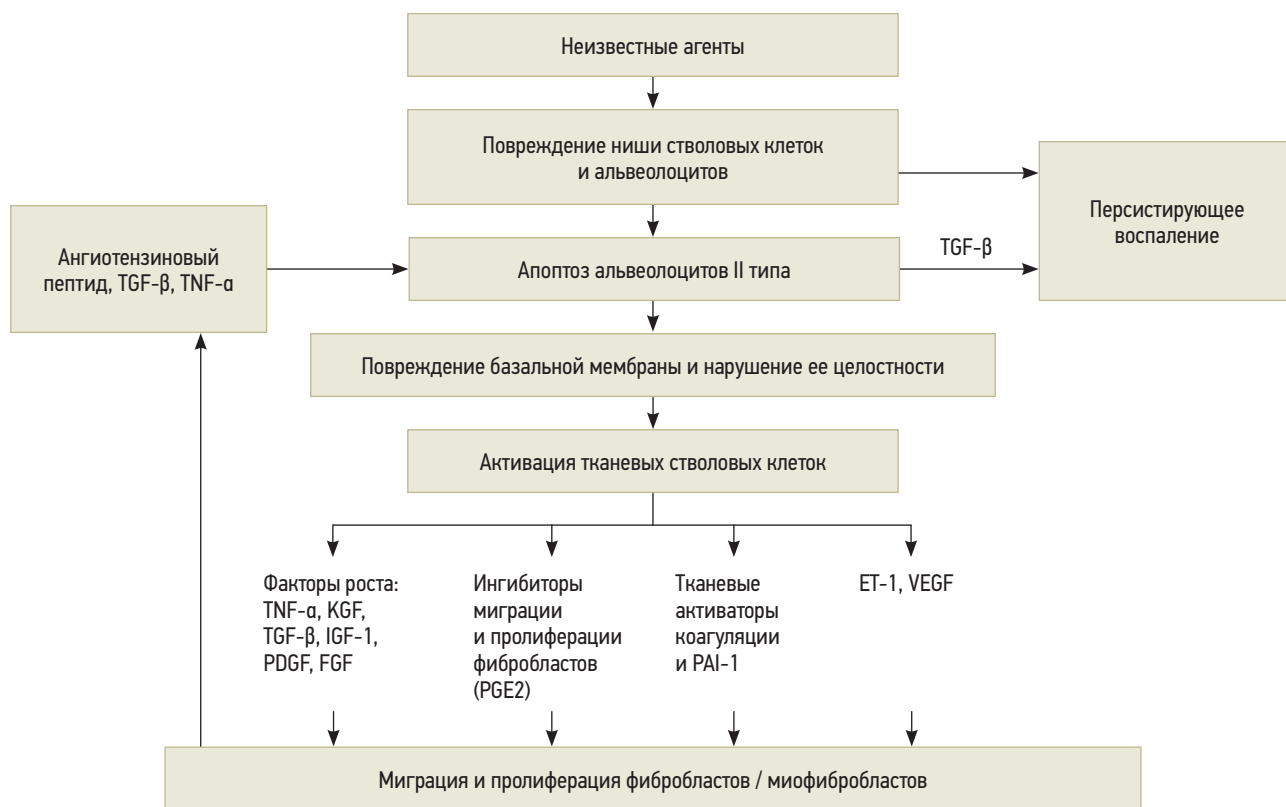 Неизвестные агенты
Повреждение ниши стволовых клеток
и альвеолоцитов
Персистирующее
воспаление
Ангиотензиновый
пептид, TGF-β, TNF-α
Апоптоз альвеолоцитов II типа
TGF-β
Повреждение базальной мембраны и нарушение ее целостности
Активация тканевых стволовых клеток
Факторы роста:
TNF-α, KGF,
TGF-β, IGF-1,
PDGF, FGF
Ингибиторы
миграции
и пролиферации
фибробластов
(PGE2)
Тканевые
активаторы
коагуляции
и PAI-1
ET-1, VEGF
Миграция и пролиферация фибробластов / миофибробластов